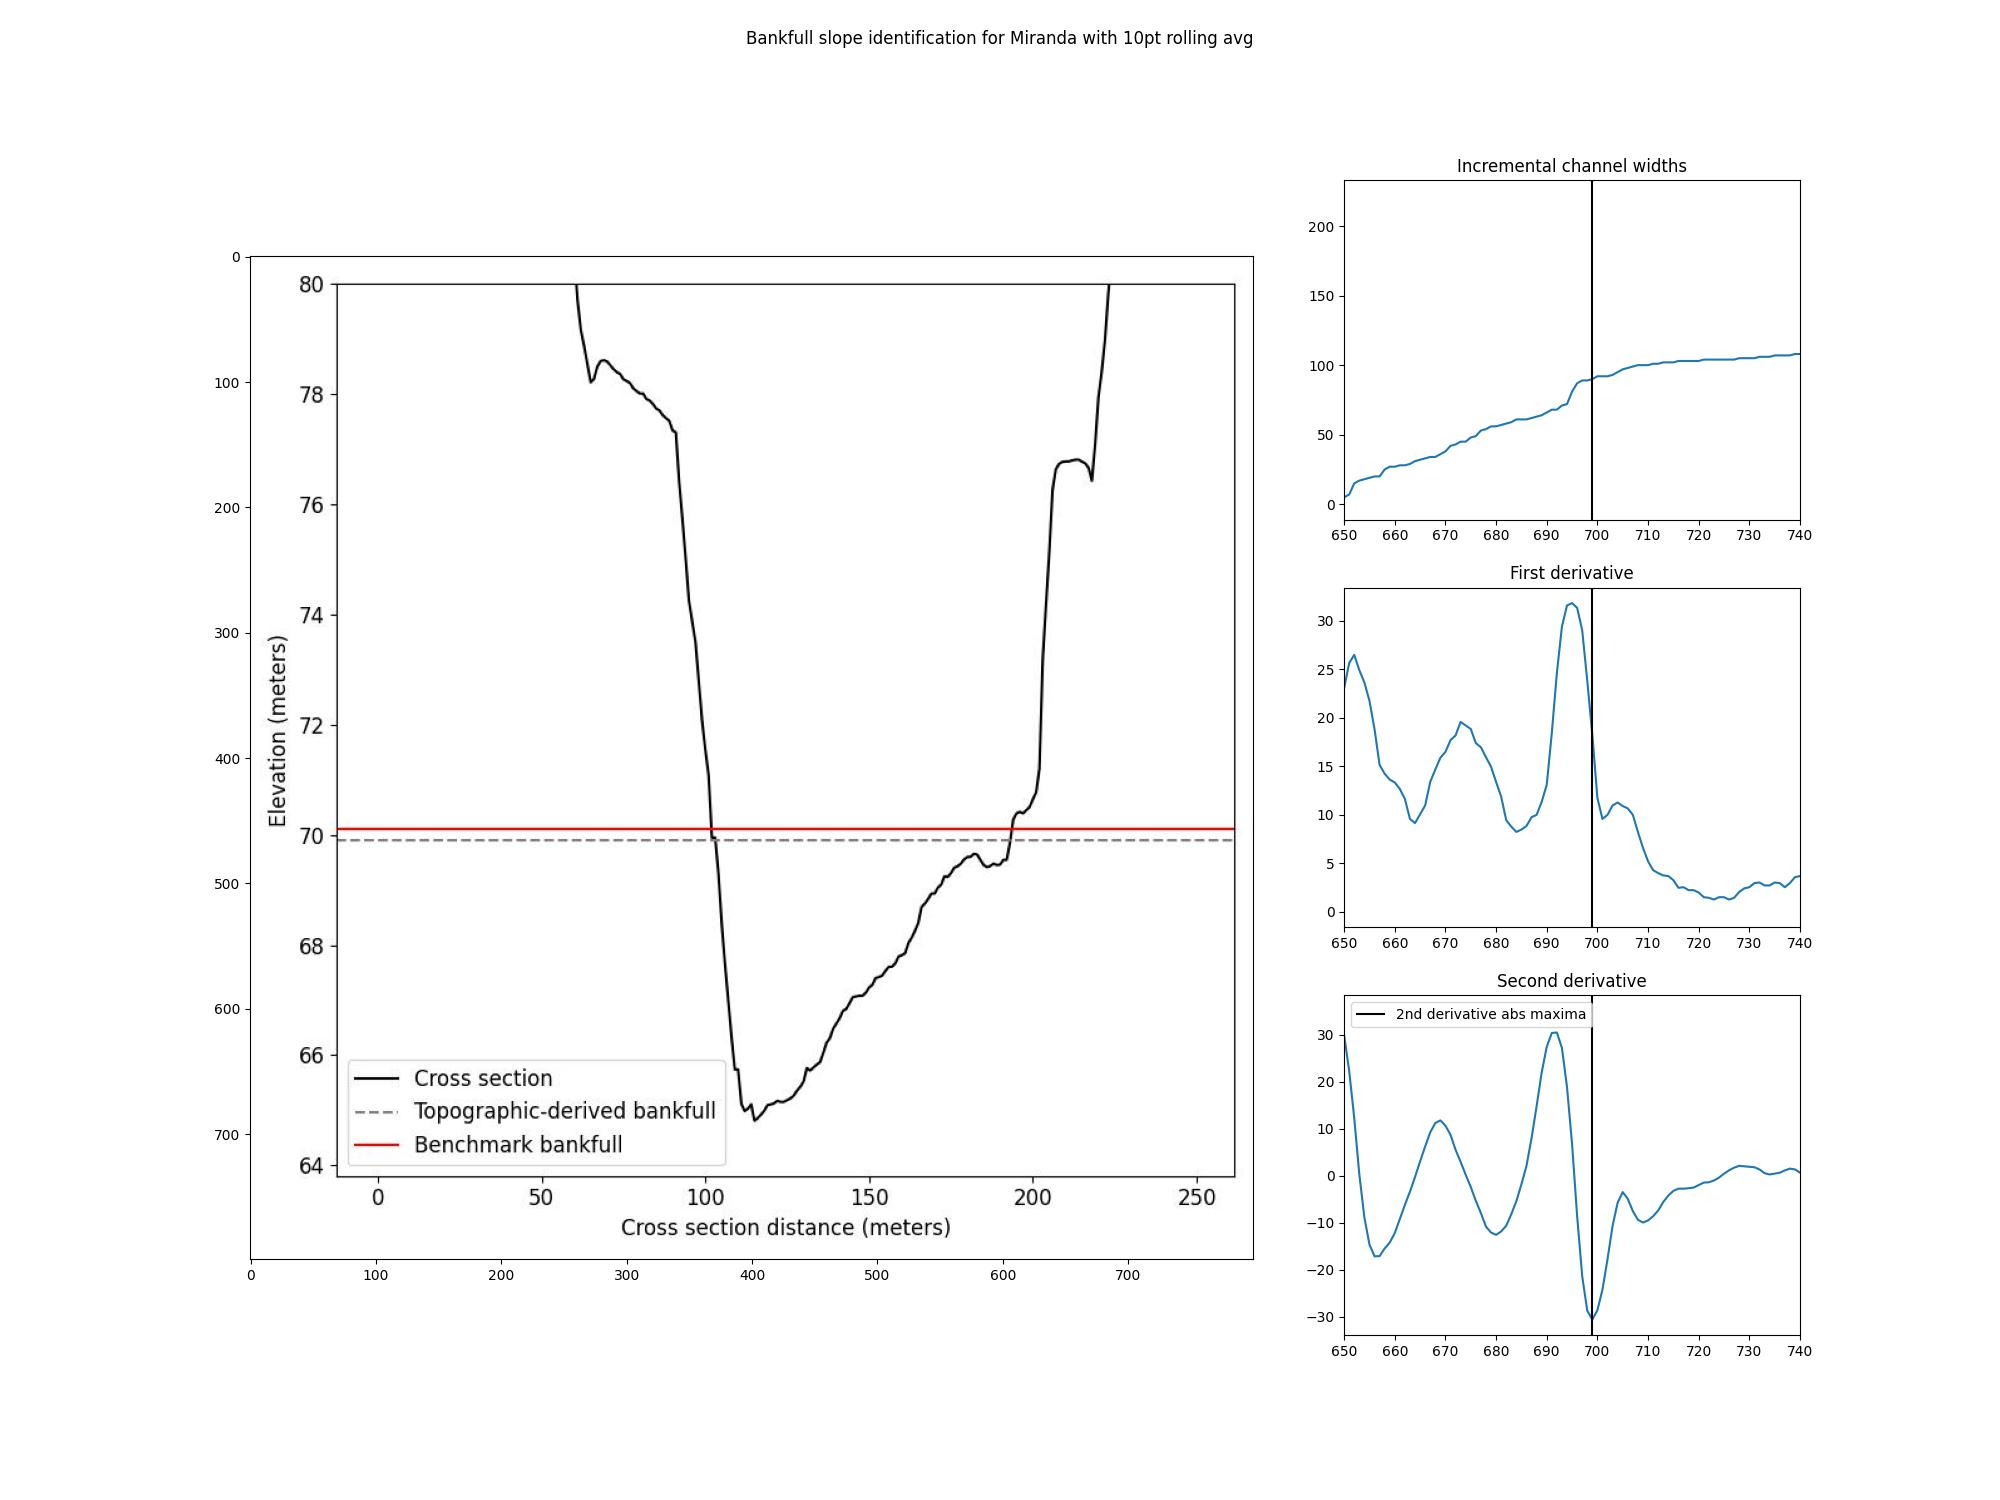 Bankfull slope identification for Miranda with 10pt rolling avg
0
100
200
300
400
500
600
700
80
78
76
74
72
70
68
66
64
Elevation (meters)
Cross section
Topographic-derived bankfull
Benchmark bankfull
0 50 100 150 200 250
Cross section distance (meters)
0 100 200 300 400 500 600 700
Incremental channel widths
200
150
100
50
0
650 660 670 680 690 700 710 720 730 740
First derivative
30
25
20
15
10
5
0
650 660 670 680 690 700 710 720 730 740
Second derivative
2nd derivative abs maxima
30
20
10
0
−10
−20
−30
650 660 670 680 690 700 710 720 730 740